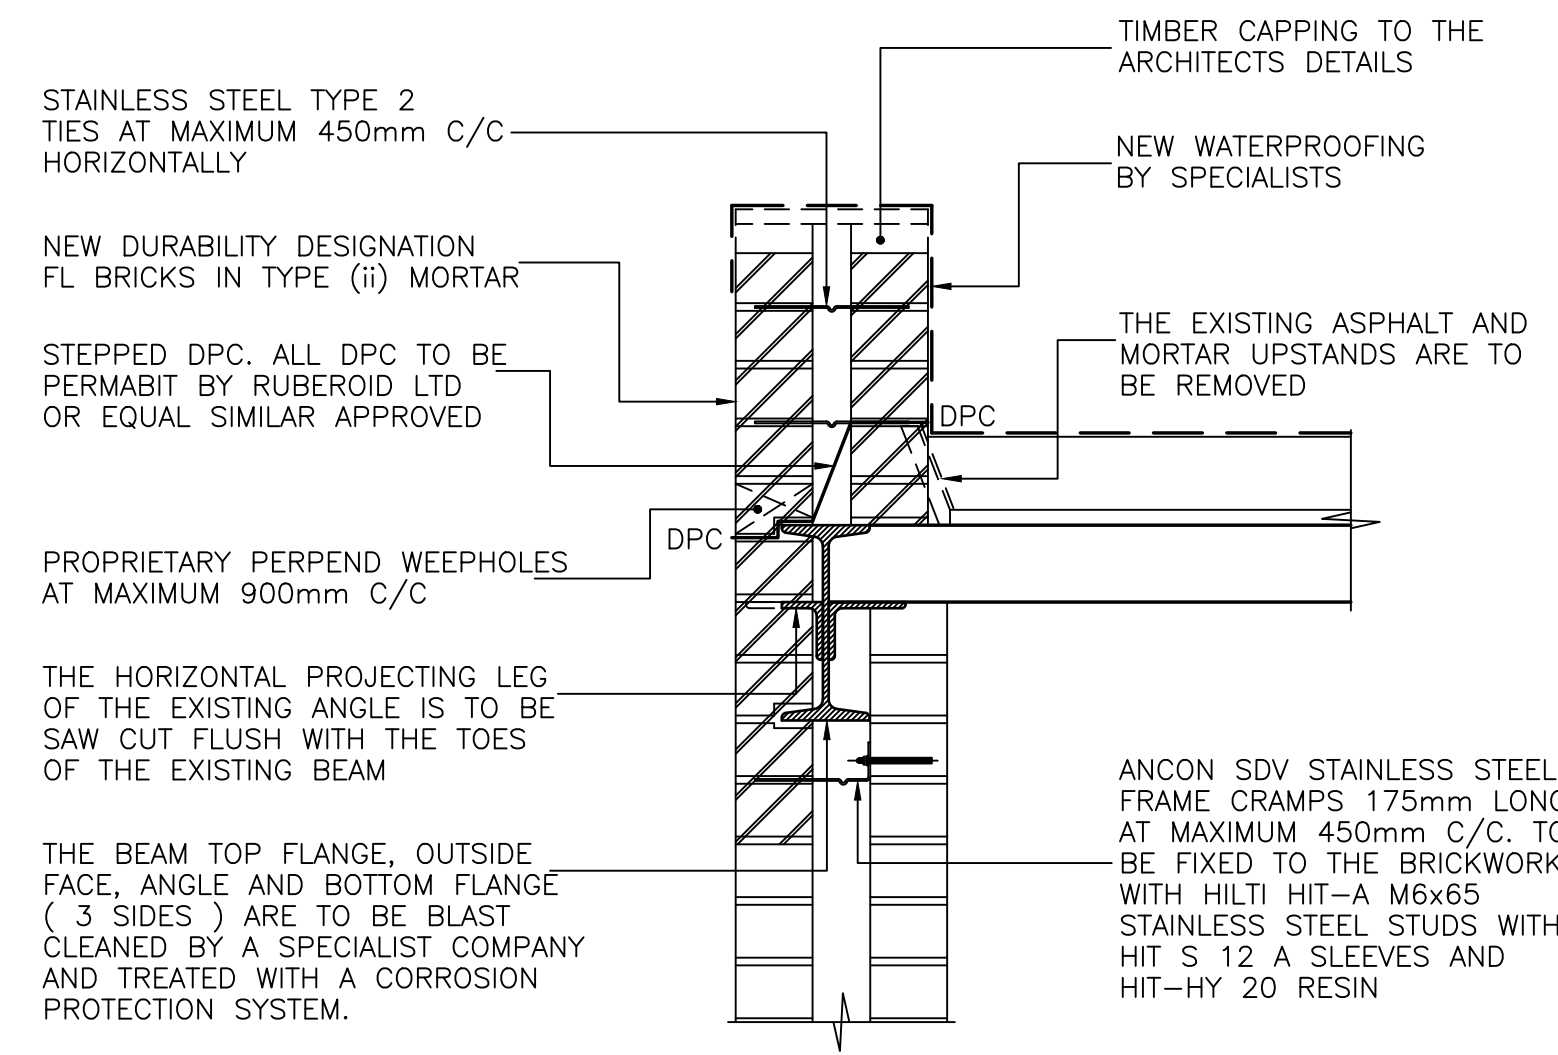 TIMBER CAPPING TO THE
ARCHITECTS DETAILS
STAINLESS STEEL TYPE 2
TIES AT MAXIMUM 450mm C/C
HORIZONTALLY
NEW WATERPROOFING
BY SPECIALISTS
NEW DURABILITY DESIGNATION
FL BRICKS IN TYPE (ii) MORTAR
THE EXISTING ASPHALT AND
MORTAR UPSTANDS ARE TO
BE REMOVED
STEPPED DPC. ALL DPC TO BE
PERMABIT BY RUBEROID LTD
OR EQUAL SIMILAR APPROVED
DPC
DPC
PROPRIETARY PERPEND WEEPHOLES
AT MAXIMUM 900mm C/C
THE HORIZONTAL PROJECTING LEG
OF THE EXISTING ANGLE IS TO BE
SAW CUT FLUSH WITH THE TOES
OF THE EXISTING BEAM
ANCON SDV STAINLESS STEEL
FRAME CRAMPS 175mm LONG
AT MAXIMUM 450mm C/C. TO
BE FIXED TO THE BRICKWORK
WITH HILTI HIT-A M6x65
STAINLESS STEEL STUDS WITH
HIT S 12 A SLEEVES AND
HIT-HY 20 RESIN
THE BEAM TOP FLANGE, OUTSIDE
FACE, ANGLE AND BOTTOM FLANGE
( 3 SIDES ) ARE TO BE BLAST
CLEANED BY A SPECIALIST COMPANY
AND TREATED WITH A CORROSION
PROTECTION SYSTEM.